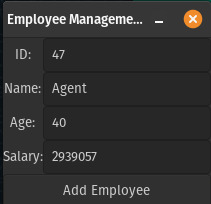 Employee Manageme...
ID: 47
Name: Agent
Age: 40
Salary: 2939057
Add Employee